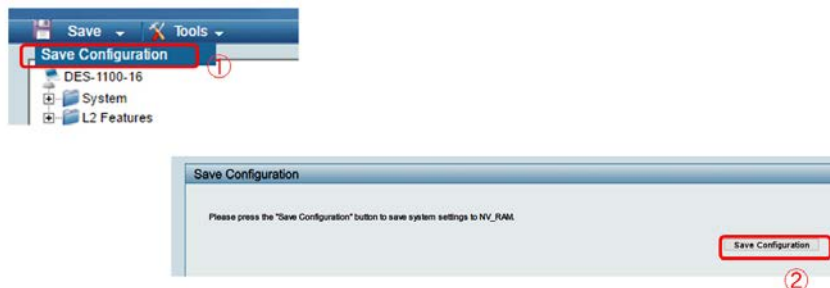 Save Tools
Save Configuration
①
DES-1100-16
System
L2 Features
Save Configuration
Please press the "Save Configuration" button to save system settings to NV_RAM.
Save Configuration
②